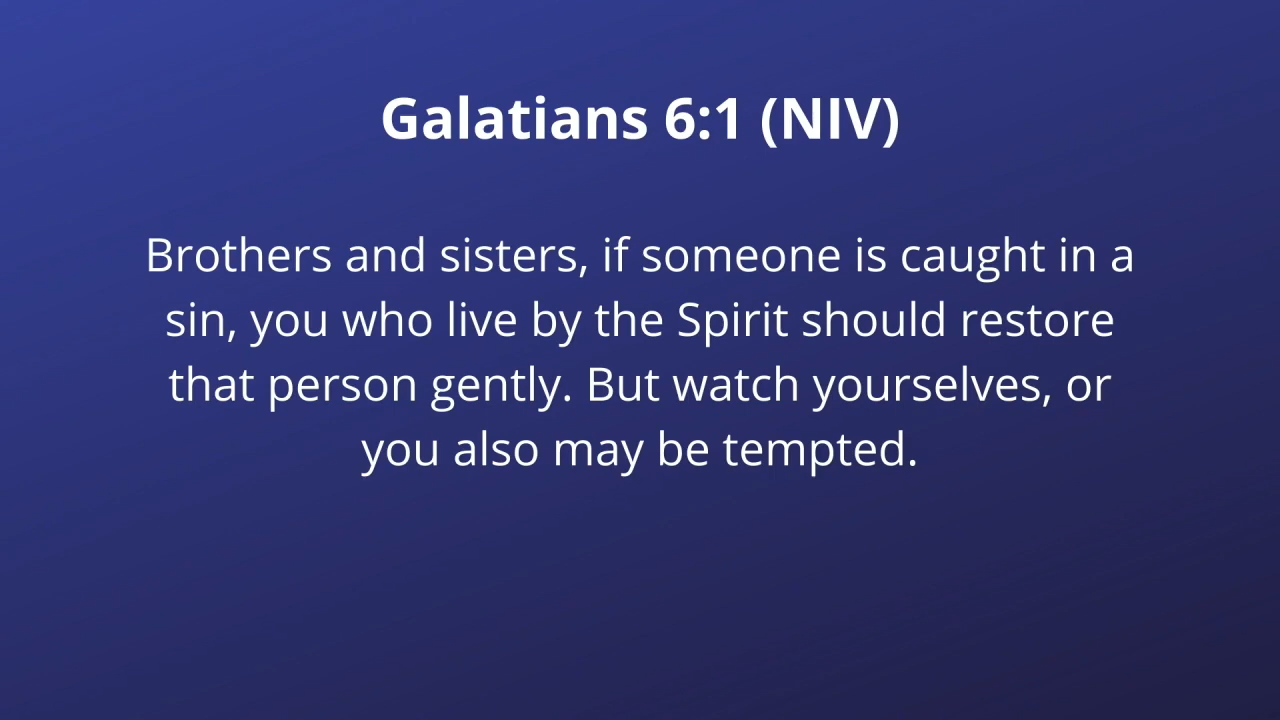 Galatians 6:1 (NIV)
Brothers and sisters, if someone is caught in a
sin, you who live by the Spirit should restore
that person gently. But watch yourselves, or
you also may be tempted.